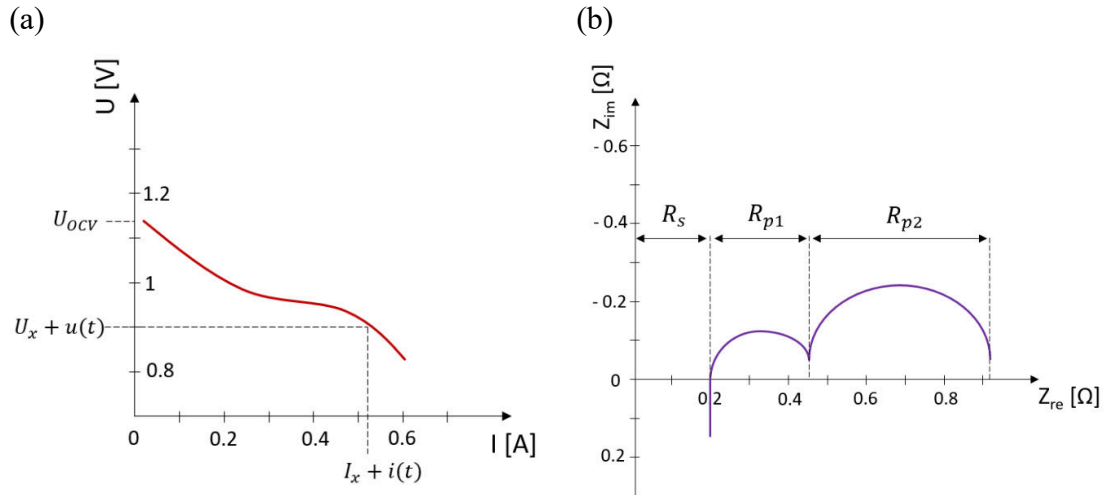 (a)
U [V]
1.2
U_OCV
1
U_x + u(t)
0.8
0 0.2 0.4 0.6
I [A]
I_x + i(t)
(b)
Z_im [Ω]
- 0.6
- 0.4
R_s R_p1 R_p2
- 0.2
0
0.2 0.4 0.6 0.8
Z_re [Ω]
0.2